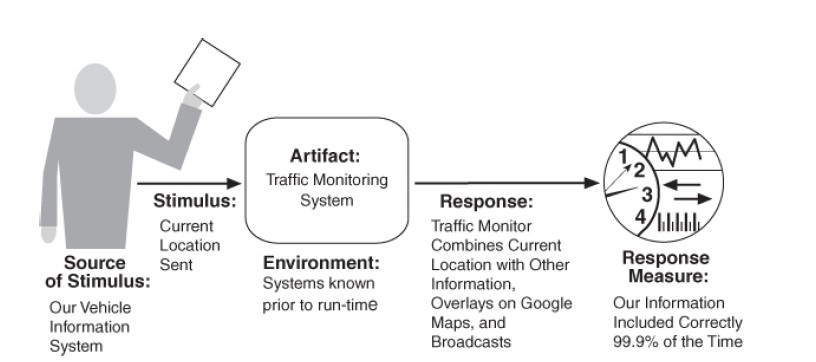 Source
of Stimulus:
Our Vehicle
Information
System
Stimulus:
Current
Location
Sent
Artifact:
Traffic Monitoring
System
Environment:
Systems known
prior to run-time
Response:
Traffic Monitor
Combines Current
Location with Other
Information,
Overlays on Google
Maps, and
Broadcasts
1
2
3
4
Response
Measure:
Our Information
Included Correctly
99.9% of the Time